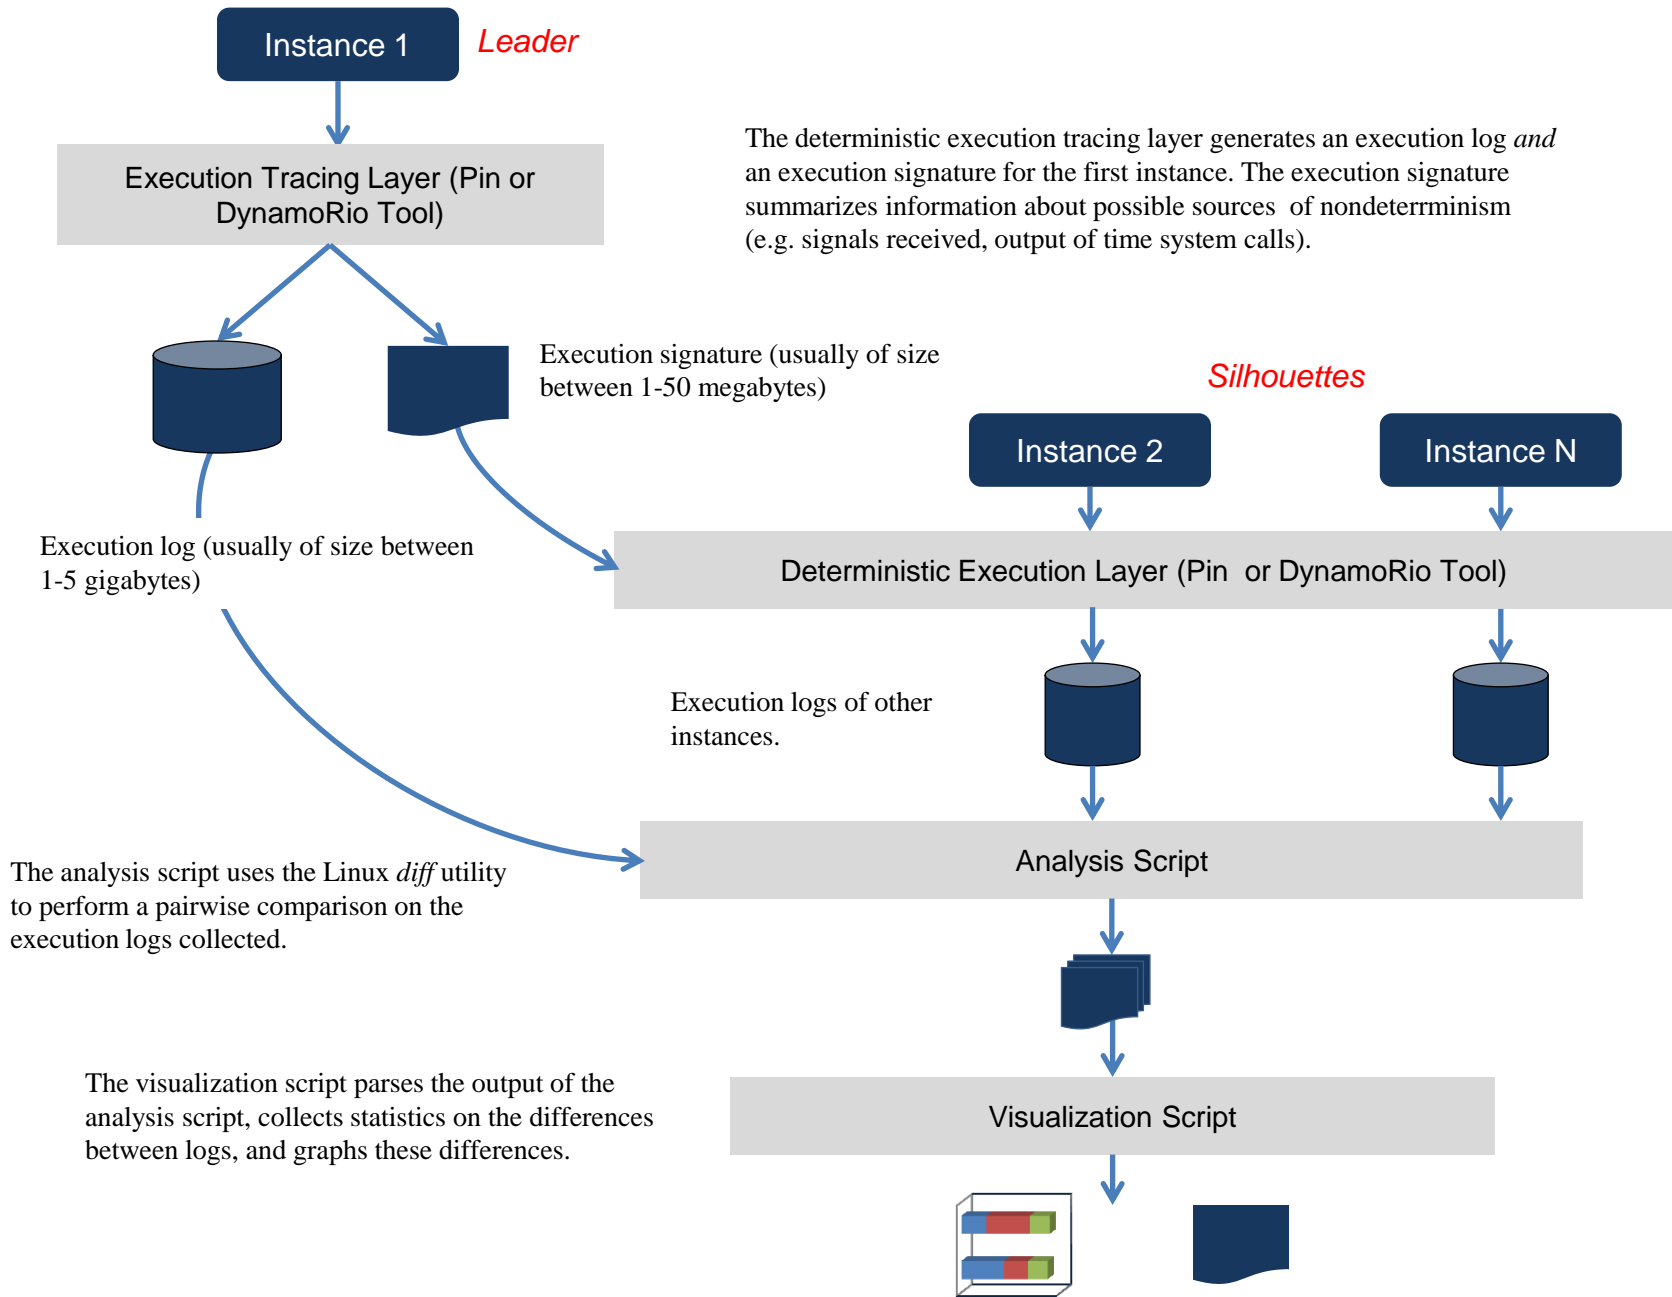 Instance 1
Leader
The deterministic execution tracing layer generates an execution log and
an execution signature for the first instance. The execution signature
summarizes information about possible sources  of nondeterrminism
(e.g. signals received, output of time system calls).
Execution Tracing Layer (Pin or
DynamoRio Tool)
Execution signature (usually of size
between 1-50 megabytes)
Silhouettes
Instance 2
Instance N
Execution log (usually of size between
1-5 gigabytes)
Deterministic Execution Layer (Pin  or DynamoRio Tool)
Execution logs of other
instances.
Analysis Script
The analysis script uses the Linux diff utility
to perform a pairwise comparison on the
execution logs collected.
The visualization script parses the output of the
analysis script, collects statistics on the differences
between logs, and graphs these differences.
Visualization Script